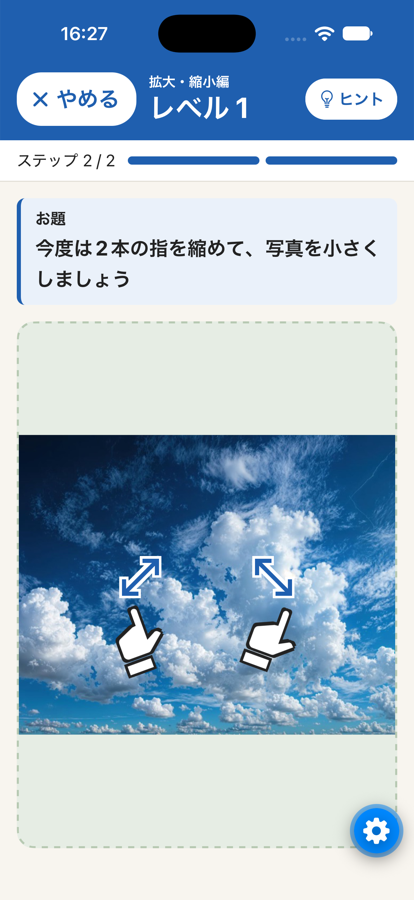 16:27
やめる
拡大・縮小編
レベル1
ヒント
ステップ 2 / 2
お題
今度は2本の指を縮めて、写真を小さく
しましょう